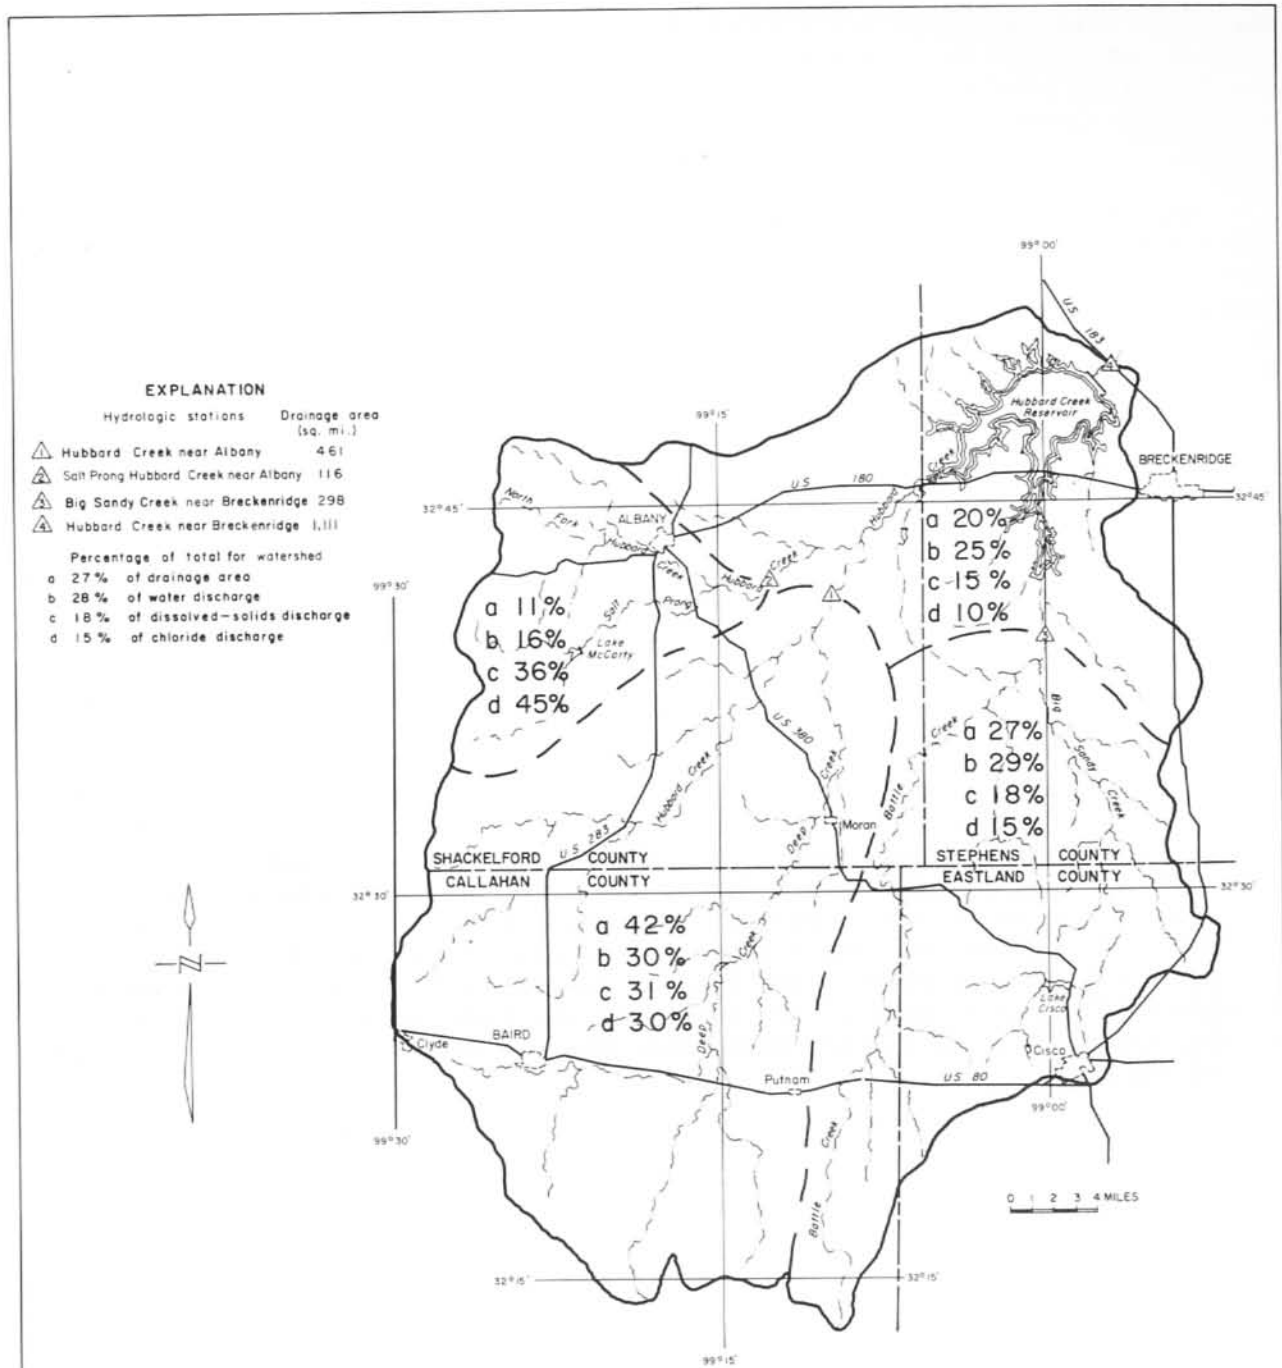 EXPLANATION
Hydrologic stations Drainage area
(sq. mi.)
1 Hubbard Creek near Albany 461
2 Salt Prong Hubbard Creek near Albany 116
3 Big Sandy Creek near Breckenridge 298
4 Hubbard Creek near Breckenridge 1,111
Percentage of total for watershed
a 27% of drainage area
b 28% of water discharge
c 18% of dissolved-solids discharge
d 15% of chloride discharge
99°00'
U.S. 183
4
Hubbard Creek
Reservoir
99°15'
BRECKENRIDGE
U.S. 180
Hubbard Creek
32°45'
32°45'
North Fork Hubbard Creek
ALBANY
a 20%
b 25%
c 15%
d 10%
99°30'
Salt Prong Hubbard Creek
2
1
3
a 11%
b 16%
c 36%
d 45%
Lake
McCarty
U.S. 380
Hubbard Creek
Deep Creek
Battle Creek
Big Sandy Creek
a 27%
b 29%
c 18%
d 15%
Moran
U.S. 283
SHACKELFORD COUNTY
CALLAHAN COUNTY
STEPHENS COUNTY
EASTLAND COUNTY
32°30'
32°30'
a 42%
b 30%
c 31%
d 30%
Deep Creek
N
Lake
Cisco
Clyde
BAIRD
Cisco
Putnam
U.S. 80
99°00'
99°30'
Battle Creek
0 1 2 3 4 MILES
32°15'
32°15'
99°15'